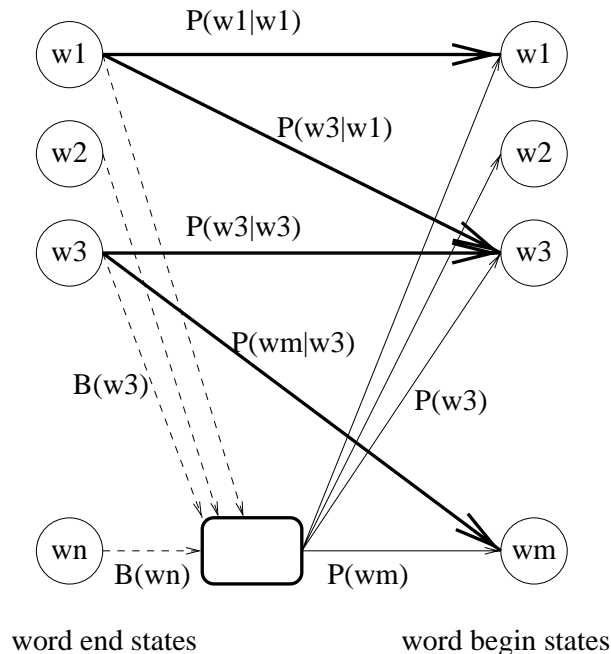 P(w1|w1)
w1 w1
P(w3|w1)
w2 w2
P(w3|w3)
w3 w3
P(wm|w3)
B(w3) P(w3)
wn wm
B(wn) P(wm)
word end states word begin states